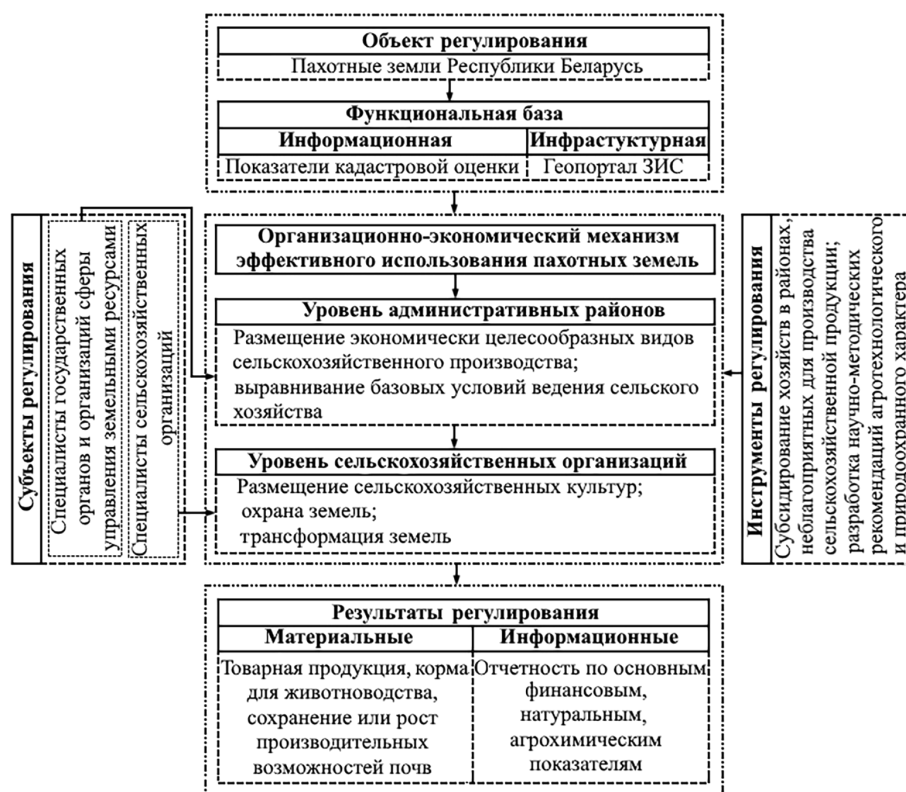 Объект регулирования
Пахотные земли Республики Беларусь
Функциональная база
Информационная
Инфрастуктурная
Показатели кадастровой оценки
Геопортал ЗИС
Субъекты регулирования
Специалисты государственных
органов и организаций сферы
управления земельными ресурсами
Специалисты сельскохозяйственных
организаций
Организационно-экономический механизм
эффективного использования пахотных земель
Уровень административных районов
Размещение экономически целесообразных видов
сельскохозяйственного производства;
выравнивание базовых условий ведения сельского
хозяйства
Уровень сельскохозяйственных организаций
Размещение сельскохозяйственных культур;
охрана земель;
трансформация земель
Инструменты регулирования
Субсидирование хозяйств в районах,
неблагоприятных для производства
сельскохозяйственной продукции;
разработка научно-методических
рекомендаций агротехнологического
и природоохранного характера
Результаты регулирования
Материальные
Информационные
Товарная продукция, корма
для животноводства,
сохранение или рост
производительных
возможностей почв
Отчетность по основным
финансовым,
натуральным,
агрохимическим
показателям